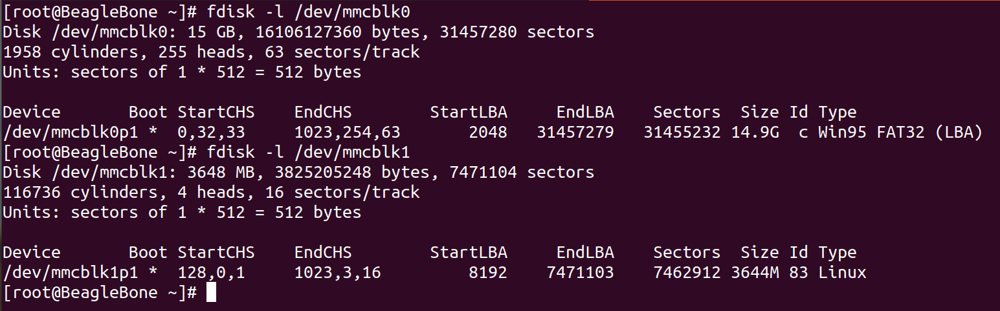 [root@BeagleBone ~]# fdisk -l /dev/mmcblk0
Disk /dev/mmcblk0: 15 GB, 16106127360 bytes, 31457280 sectors
1958 cylinders, 255 heads, 63 sectors/track
Units: sectors of 1 * 512 = 512 bytes

Device       Boot StartCHS    EndCHS        StartLBA     EndLBA    Sectors  Size Id Type
/dev/mmcblk0p1 *  0,32,33     1023,254,63       2048   31457279   31455232 14.9G  c Win95 FAT32 (LBA)
[root@BeagleBone ~]# fdisk -l /dev/mmcblk1
Disk /dev/mmcblk1: 3648 MB, 3825205248 bytes, 7471104 sectors
116736 cylinders, 4 heads, 16 sectors/track
Units: sectors of 1 * 512 = 512 bytes

Device       Boot StartCHS    EndCHS        StartLBA     EndLBA    Sectors  Size Id Type
/dev/mmcblk1p1 *  128,0,1     1023,3,16         8192    7471103    7462912 3644M 83 Linux
[root@BeagleBone ~]#